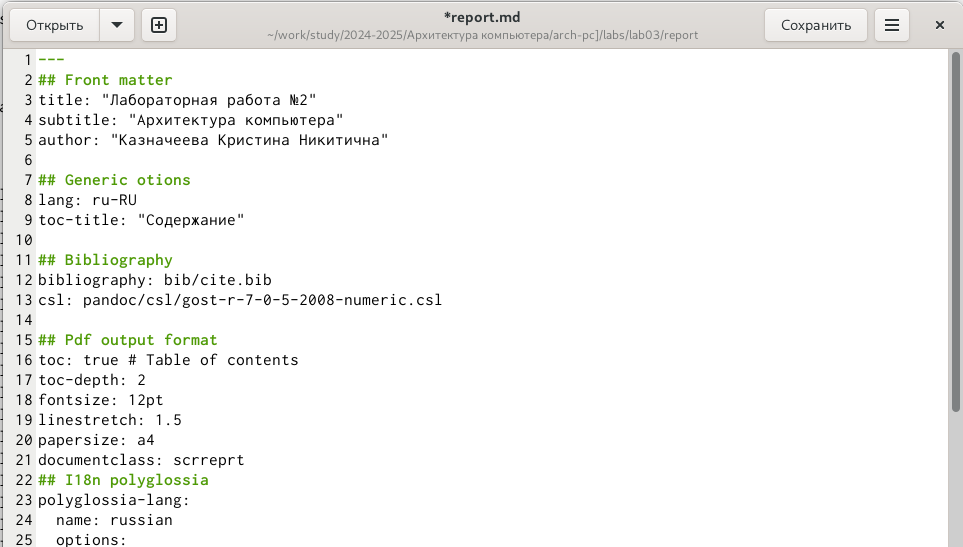 Открыть
*report.md
~/work/study/2024-2025/Архитектура компьютера/arch-pc]/labs/lab03/report
Сохранить
1 ---
2 ## Front matter
3 title: "Лабораторная работа №2"
4 subtitle: "Архитектура компьютера"
5 author: "Казначеева Кристина Никитична"
6
7 ## Generic otions
8 lang: ru-RU
9 toc-title: "Содержание"
10
11 ## Bibliography
12 bibliography: bib/cite.bib
13 csl: pandoc/csl/gost-r-7-0-5-2008-numeric.csl
14
15 ## Pdf output format
16 toc: true # Table of contents
17 toc-depth: 2
18 fontsize: 12pt
19 linestretch: 1.5
20 papersize: a4
21 documentclass: scrreprt
22 ## I18n polyglossia
23 polyglossia-lang:
24   name: russian
25   options: